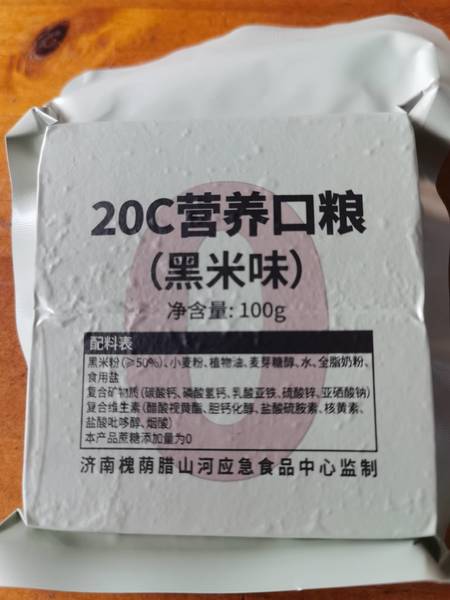 20C营养口粮
（黑米味）
净含量: 100g
配料表
黑米粉（≥50%）、小麦粉、植物油、麦芽糖醇、水、全脂奶粉、
食用盐
复合矿物质（碳酸钙、磷酸氢钙、乳酸亚铁、硫酸锌、亚硒酸钠）
复合维生素（醋酸视黄酯、胆钙化醇、盐酸硫胺素、核黄素、
盐酸吡哆醇、烟酸）
本产品蔗糖添加量为0
济南槐荫腊山河应急食品中心监制